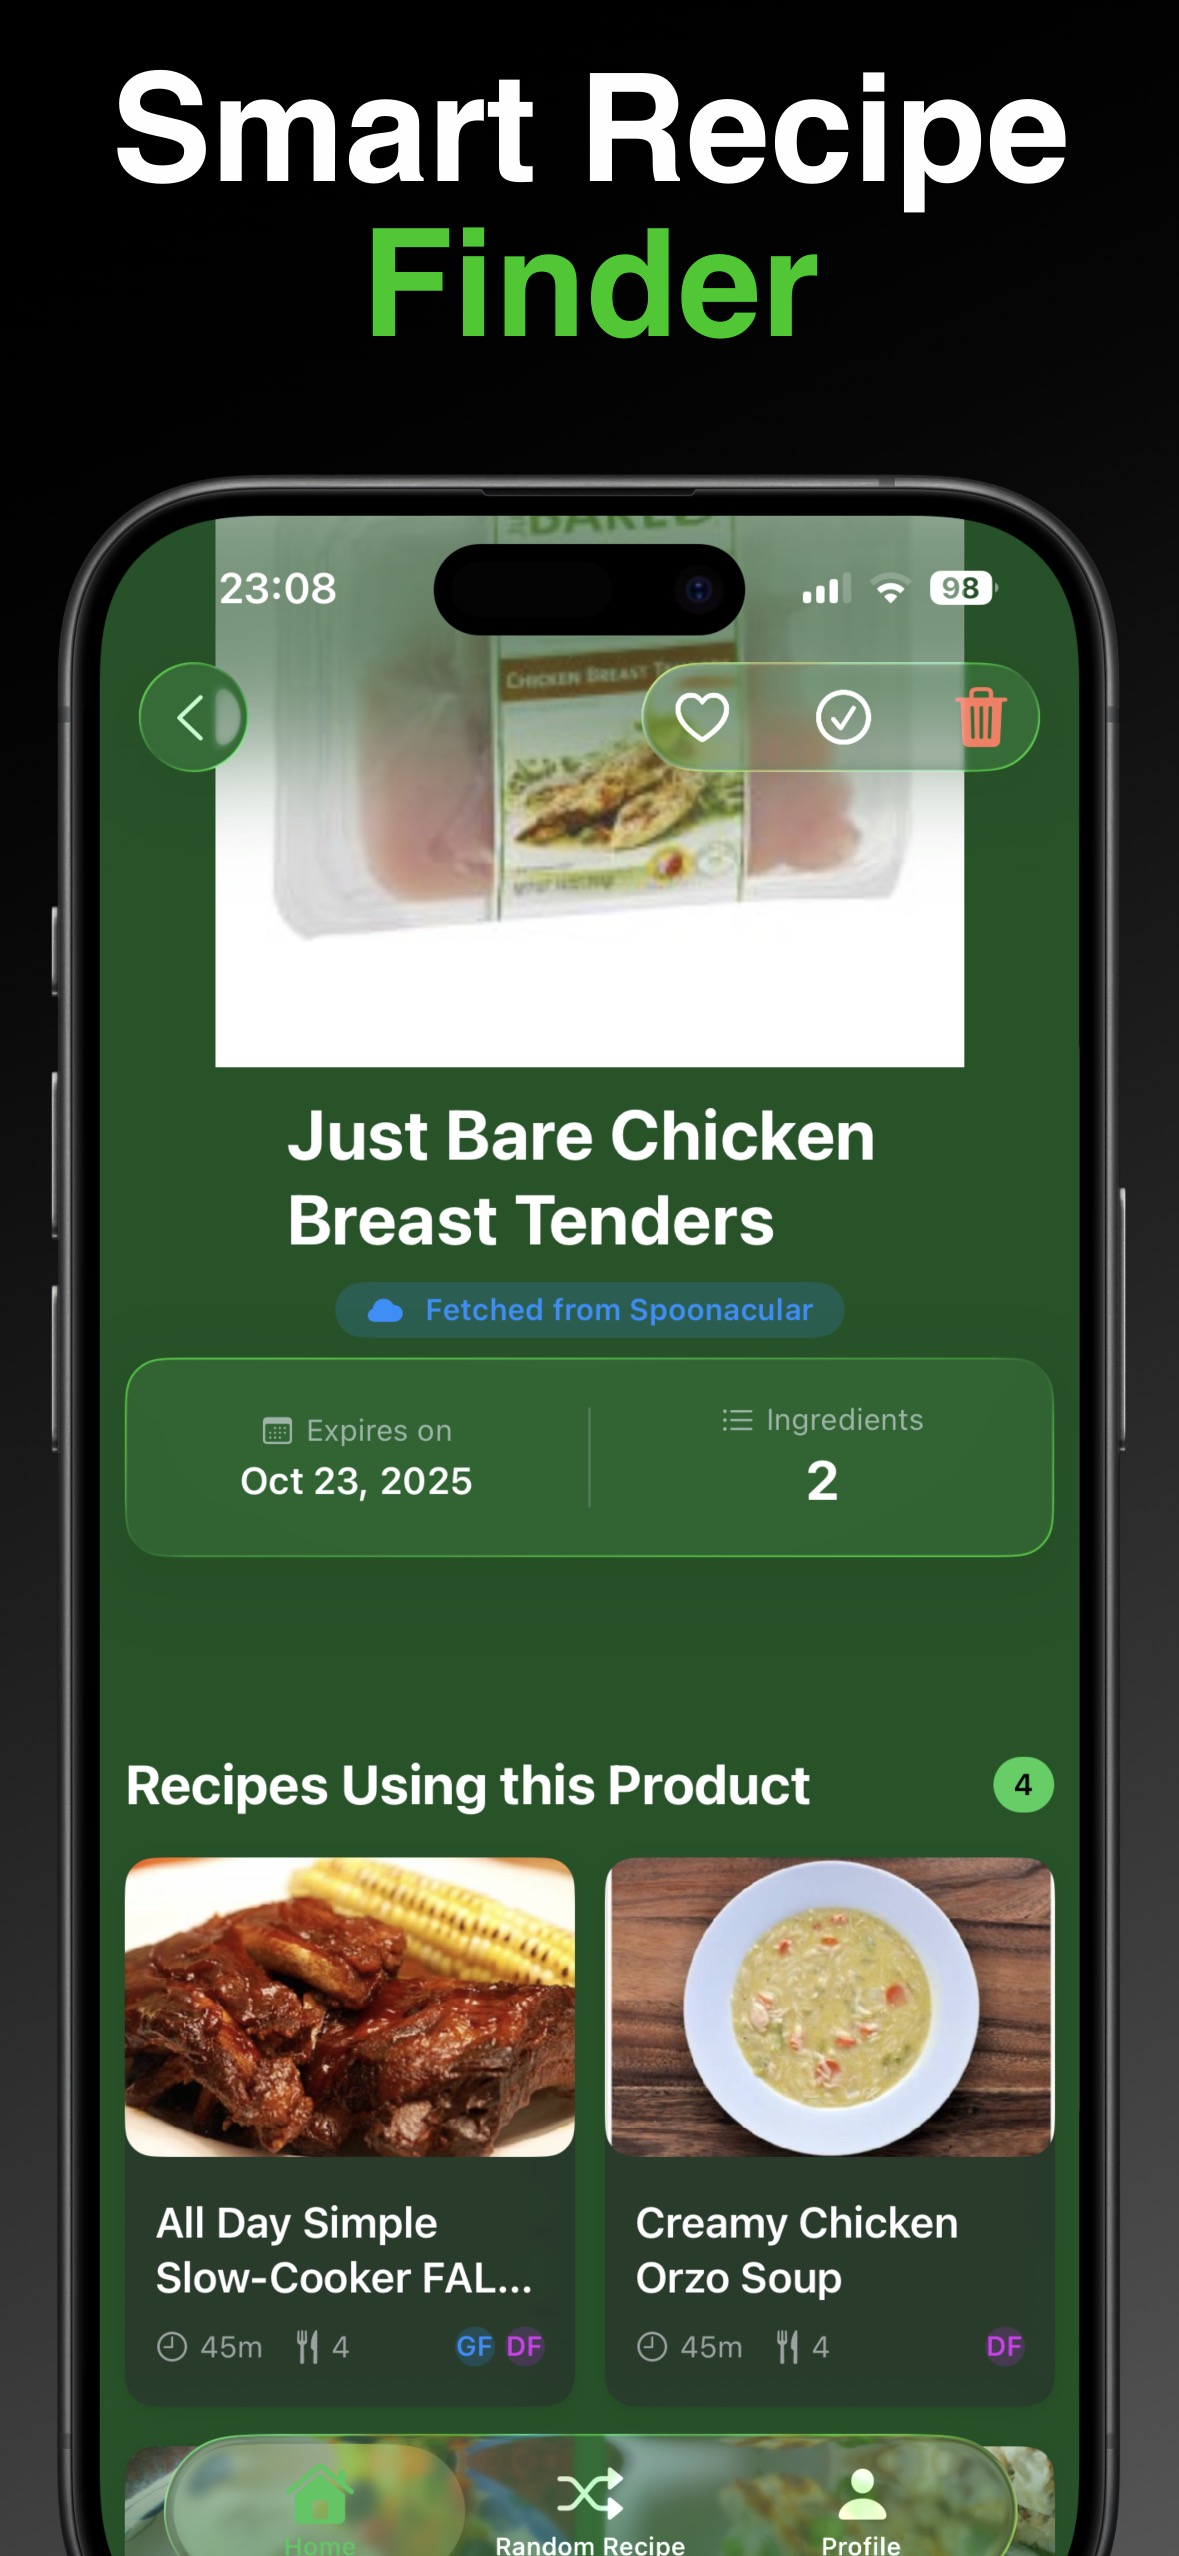 Smart Recipe
Finder
23:08
98
CHICKEN BREAST
Just Bare Chicken
Breast Tenders
Fetched from Spoonacular
Expires on
Oct 23, 2025
Ingredients
2
Recipes Using this Product
4
All Day Simple
Slow-Cooker FAL...
45m
4
GF
DF
Creamy Chicken
Orzo Soup
45m
4
DF
Home
Random Recipe
Profile